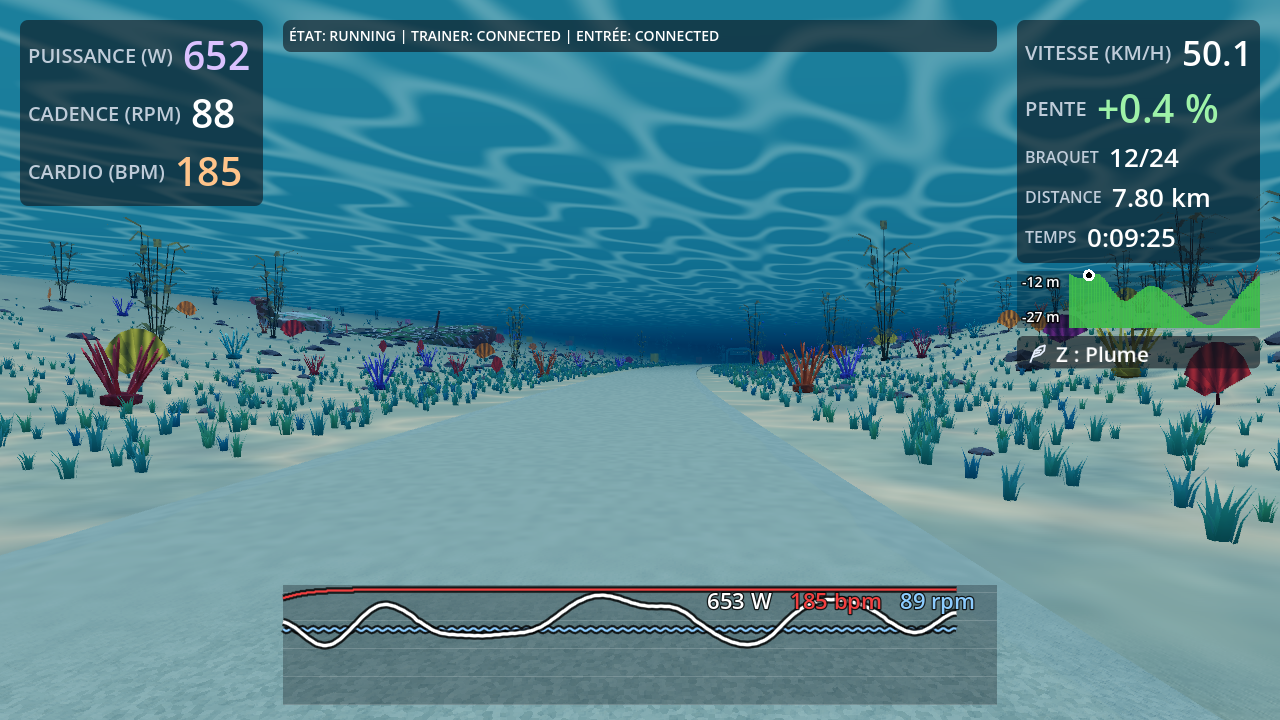 PUISSANCE (W) 652
CADENCE (RPM) 88
CARDIO (BPM) 185
ÉTAT: RUNNING | TRAINER: CONNECTED | ENTRÉE: CONNECTED
VITESSE (KM/H) 50.1
PENTE +0.4 %
BRAQUET 12/24
DISTANCE 7.80 km
TEMPS 0:09:25
-12 m
-27 m
Z : Plume
653 W 185 bpm 89 rpm